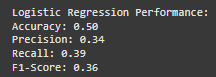 Logistic Regression Performance:
Accuracy: 0.50
Precision: 0.34
Recall: 0.39
F1-Score: 0.36